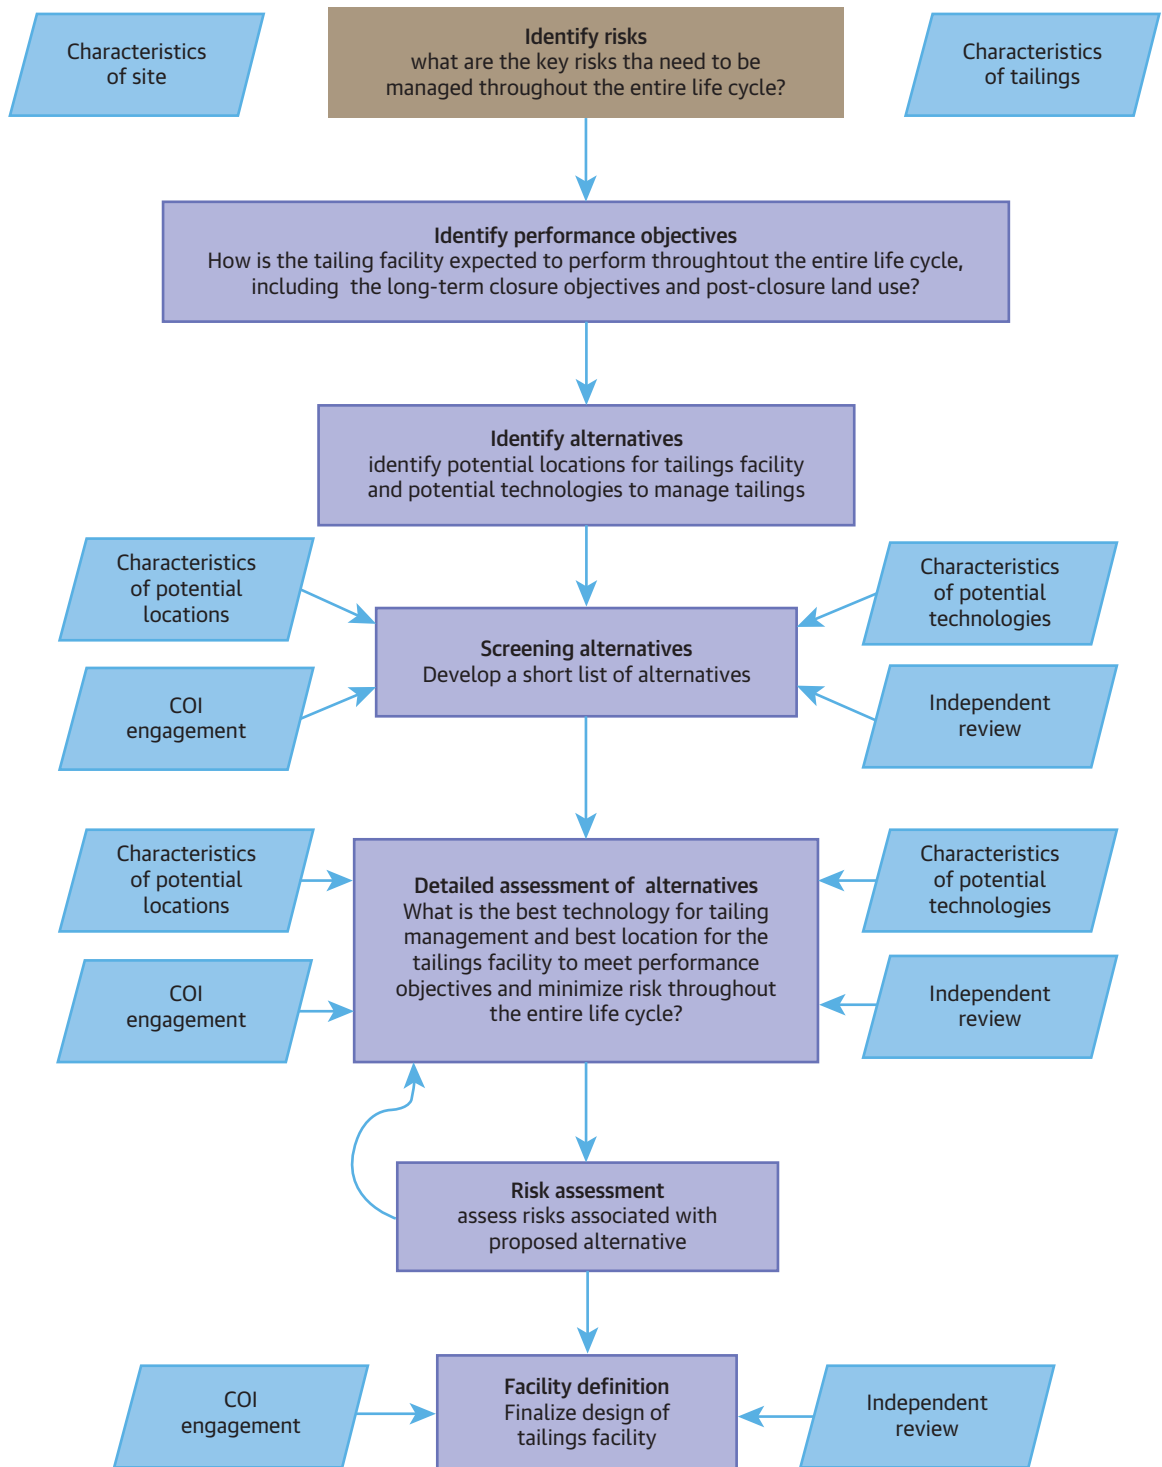 Characteristics
of site
Identify risks
what are the key risks tha need to be
managed throughout the entire life cycle?
Characteristics
of tailings
Identify performance objectives
How is the tailing facility expected to perform throughtout the entire life cycle,
including the long-term closure objectives and post-closure land use?
Identify alternatives
identify potential locations for tailings facility
and potential technologies to manage tailings
Characteristics
of potential
locations
Characteristics
of potential
technologies
Screening alternatives
Develop a short list of alternatives
COI
engagement
Independent
review
Characteristics
of potential
locations
Detailed assessment of alternatives
What is the best technology for tailing
management and best location for the
tailings facility to meet performance
objectives and minimize risk throughout
the entire life cycle?
Characteristics
of potential
technologies
COI
engagement
Independent
review
Risk assessment
assess risks associated with
proposed alternative
COI
engagement
Facility definition
Finalize design of
tailings facility
Independent
review